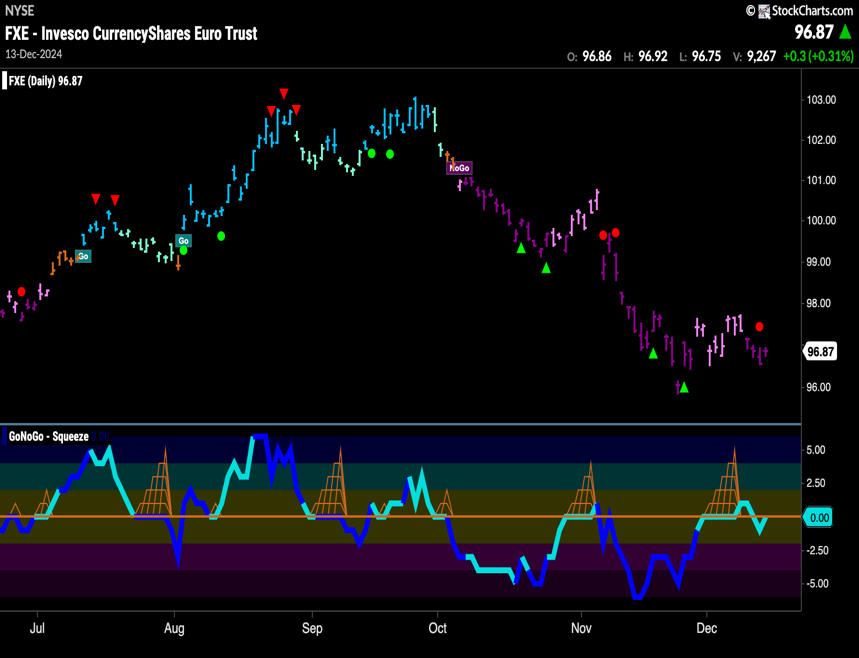 NYSE
© StockCharts.com
FXE - Invesco CurrencyShares Euro Trust
96.87
13-Dec-2024
O: 96.86 H: 96.92 L: 96.75 V: 9,267 +0.3 (+0.31%)
FXE (Daily) 96.87
103.00
102.00
NoGo
101.00
100.00
Go
Go
99.00
98.00
96.87
96.00
GoNoGo - Squeeze 0.00
5.00
2.50
0.00
-2.50
-5.00
Jul Aug Sep Oct Nov Dec